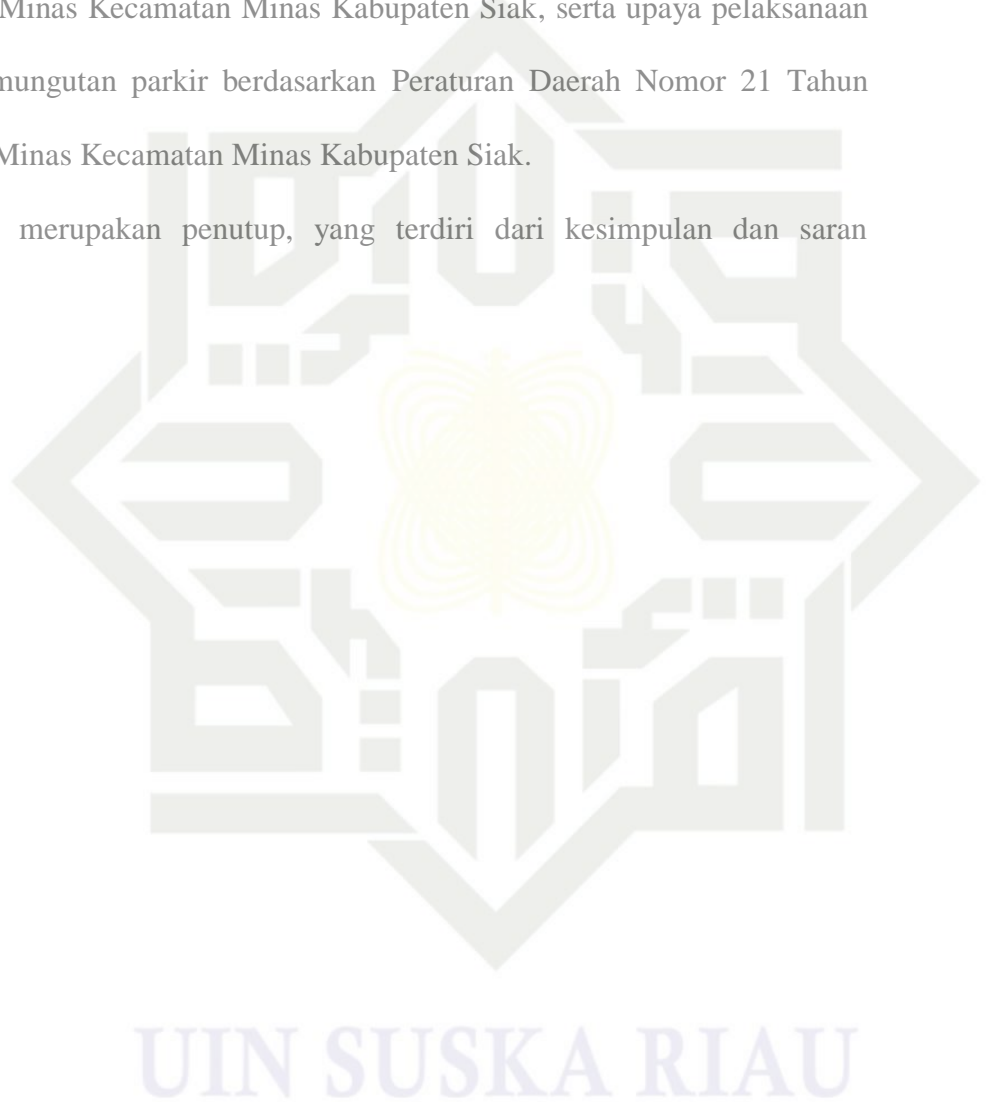 Minas Kecamatan Minas Kabupaten Siak, serta upaya pelaksanaan
mungutan parkir berdasarkan Peraturan Daerah Nomor 21 Tahun
Minas Kecamatan Minas Kabupaten Siak.
merupakan penutup, yang terdiri dari kesimpulan dan saran
UIN SUSKA RIAU